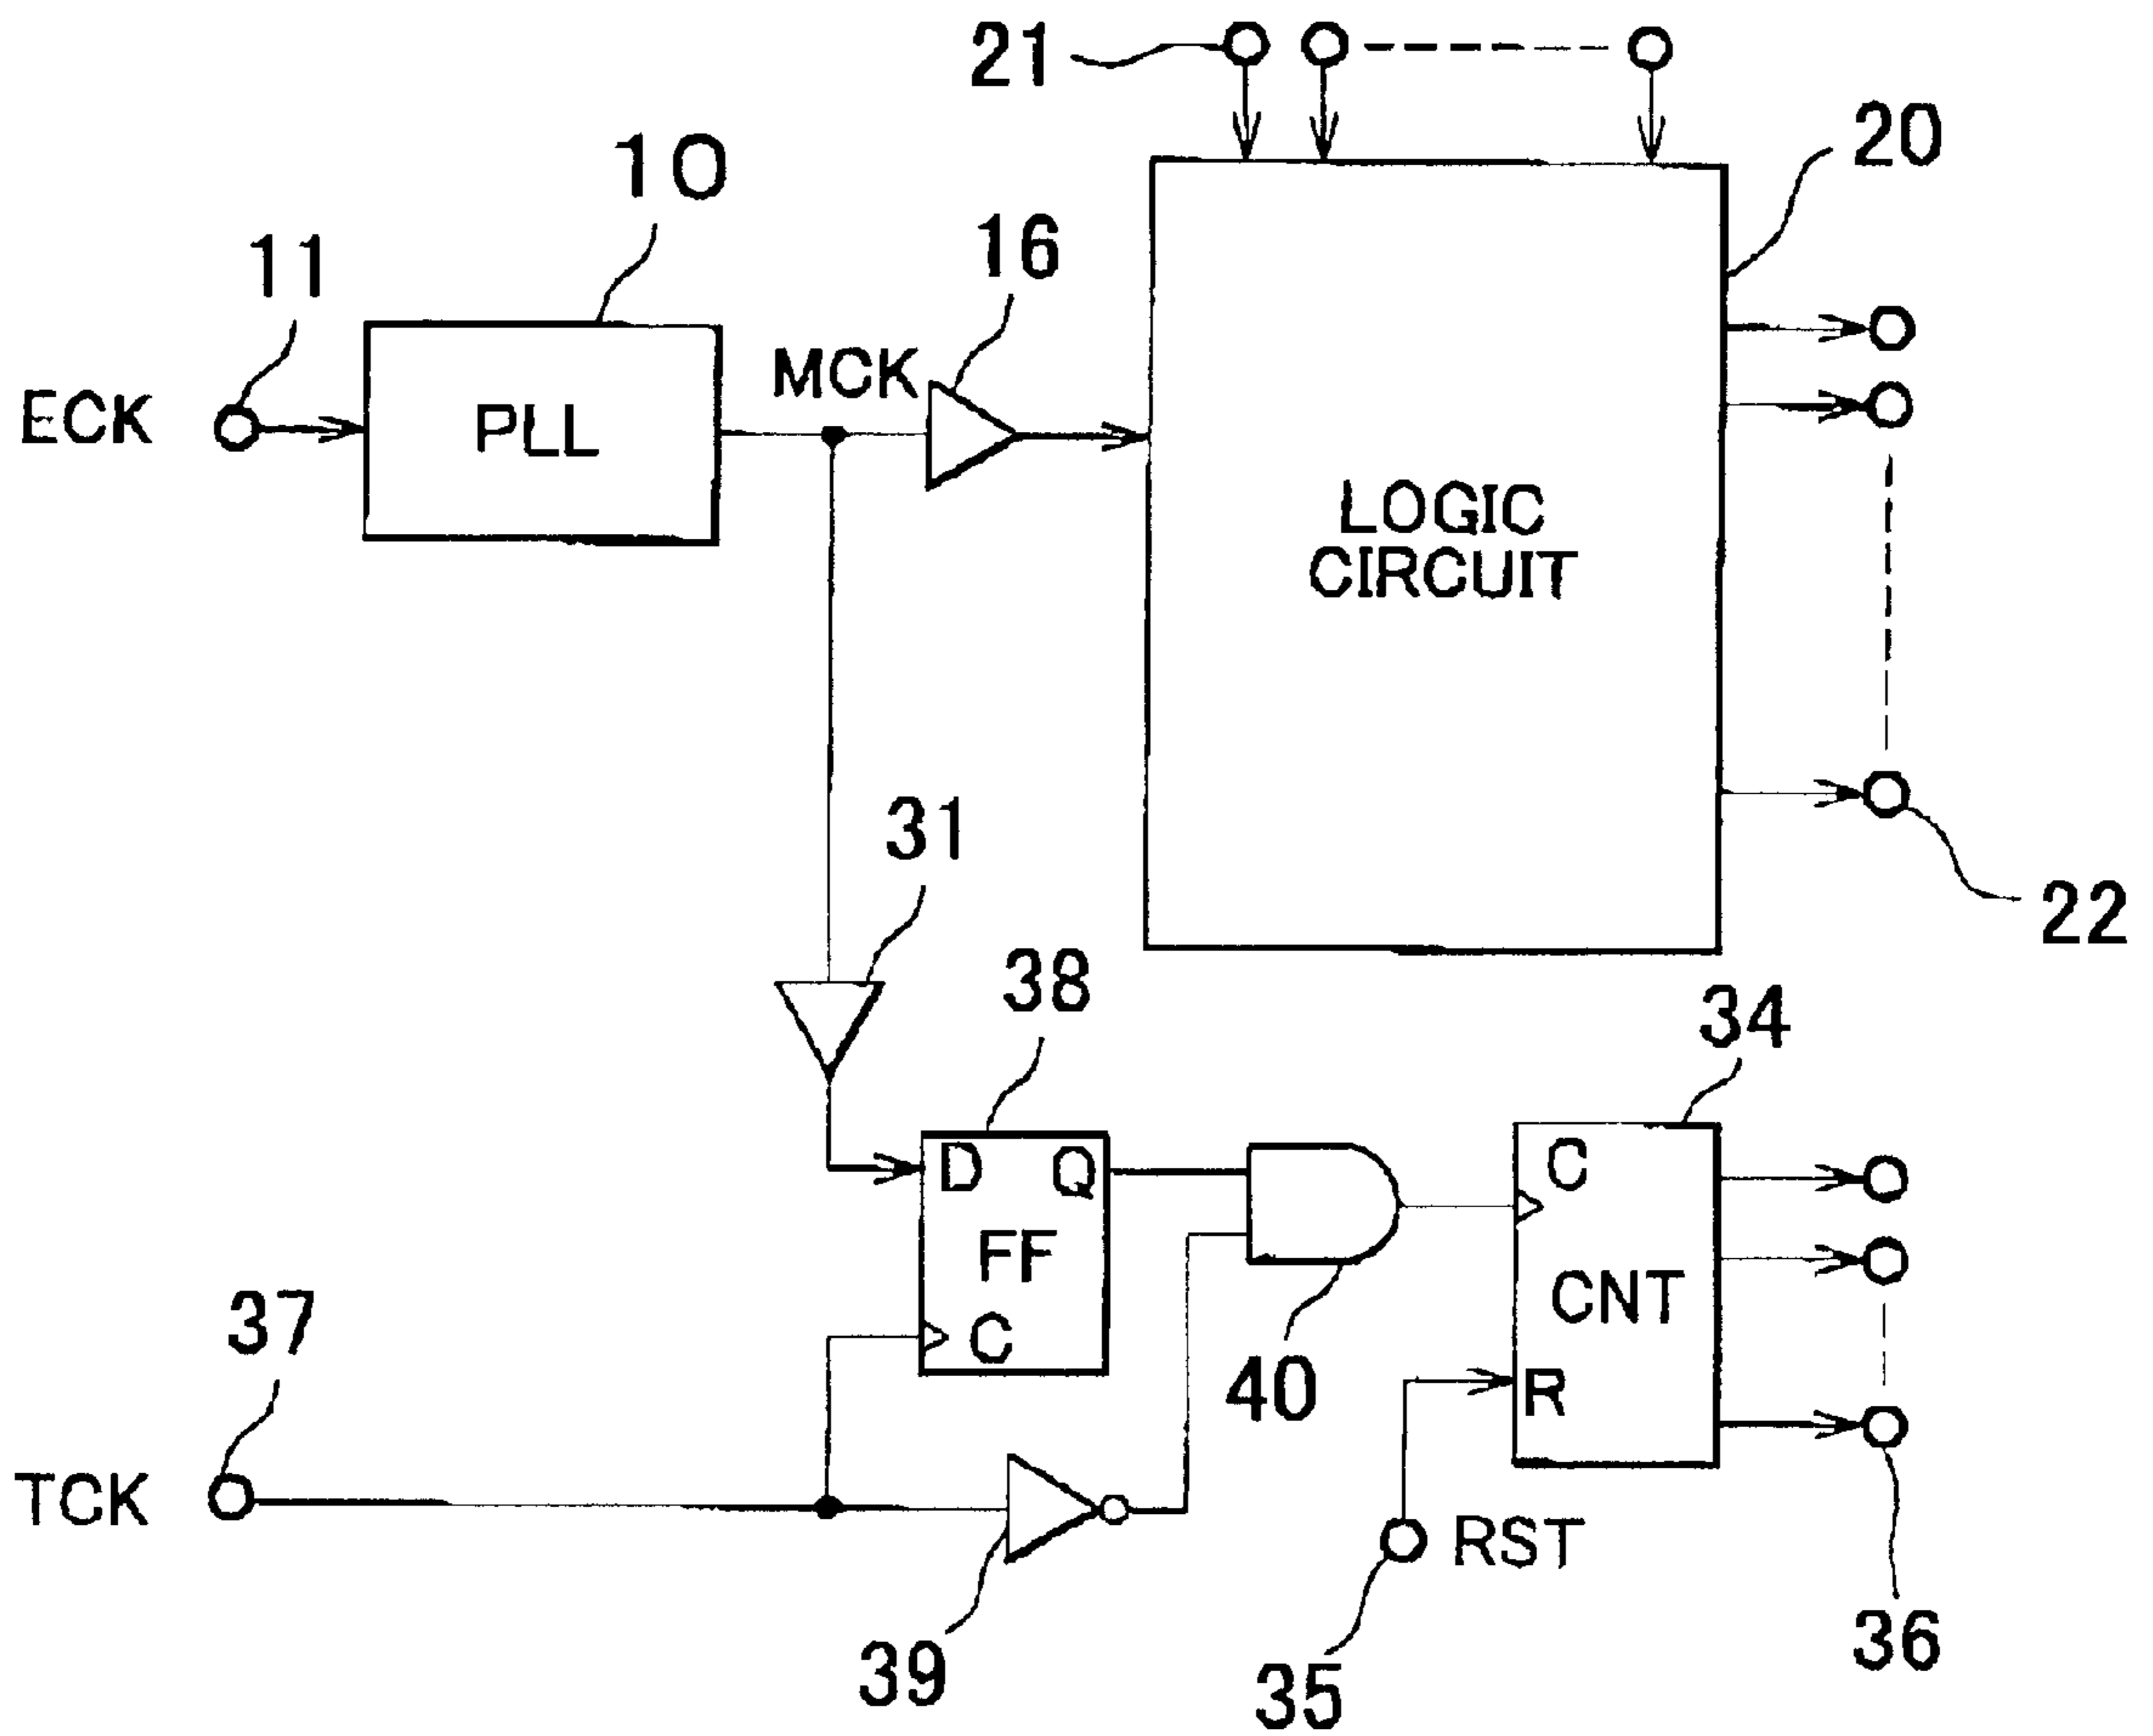 21
20
10
16
11
MCK
ECK
PLL
LOGIC
CIRCUIT
31
22
38
34
D Q
C
FF
CNT
37
C
40
R
TCK
RST
39
35
36